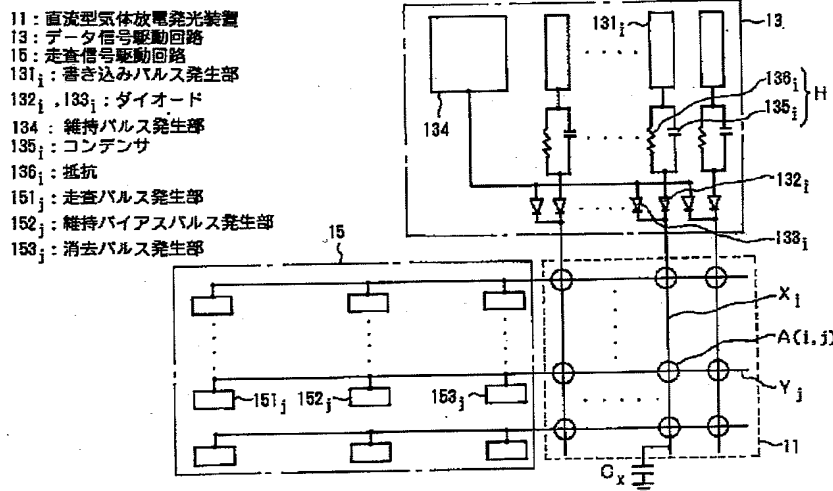 11:直流型気体放電発光装置
13:データ信号駆動回路
15:走査信号駆動回路
131i:書き込みパルス発生部
132i,133i:ダイオード
134:維持パルス発生部
135i:コンデンサ
136i:抵抗
151j:走査パルス発生部
152j:維持バイアスパルス発生部
153j:消去パルス発生部
131i
13
134
136i
135i
H
132i
133i
15
Xi
A(i,j)
Yj
151j
152j
153j
11
Cx